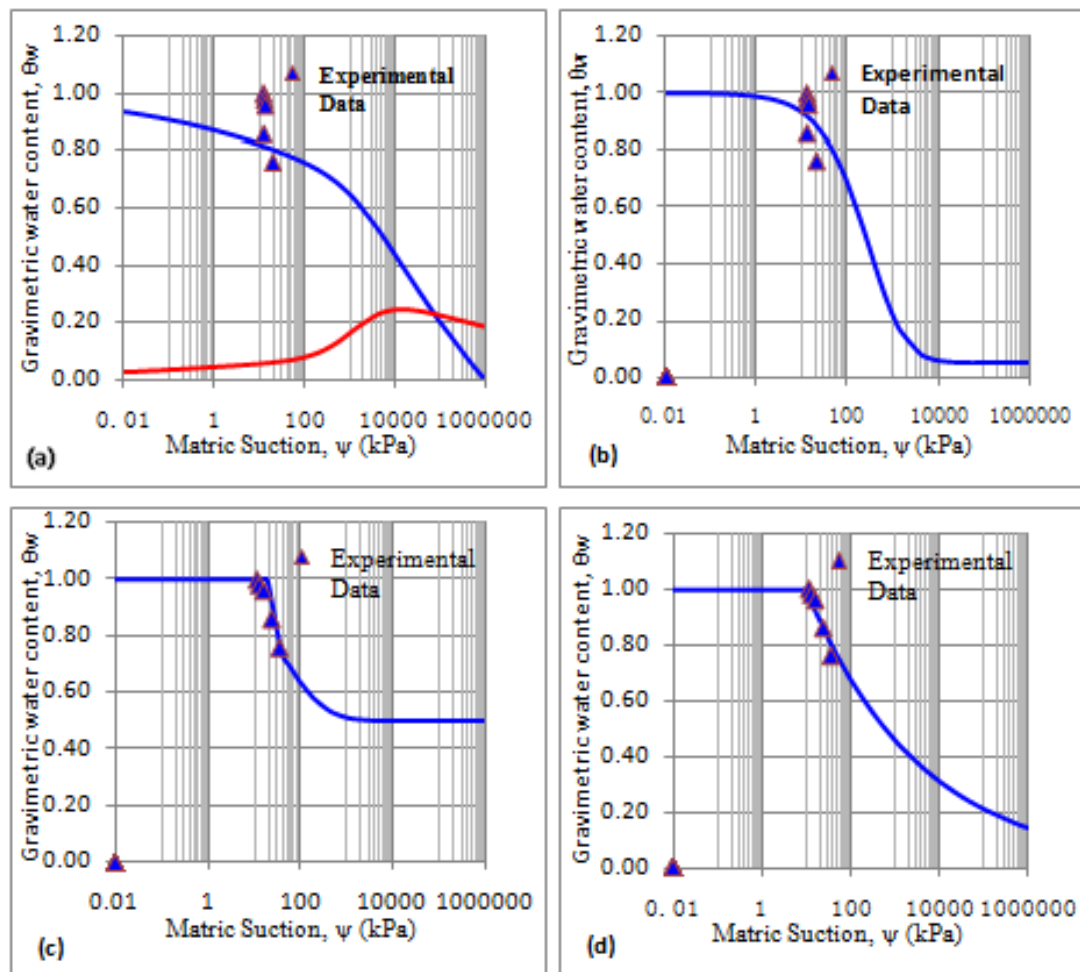 1.20
1.00
0.80
0.60
0.40
0.20
0.00
Gravimetric water content, θw
Experimental
Data
0. 01 1 100 10000 1000000
Matric Suction, ψ (kPa)
(a)
1.20
1.00
0.80
0.60
0.40
0.20
0.00
Gravimetric water content, θw
Experimental
Data
0.01 1 100 10000 1000000
Matric Suction, ψ (kPa)
(b)
1.20
1.00
0.80
0.60
0.40
0.20
0.00
Gravimetric water content, θw
Experimental
Data
0.01 1 100 10000 1000000
Matric Suction, ψ (kPa)
(c)
1.20
1.00
0.80
0.60
0.40
0.20
0.00
Gravimetric water content, θw
Experimental
Data
0. 01 1 100 10000 1000000
Matric Suction, ψ (kPa)
(d)